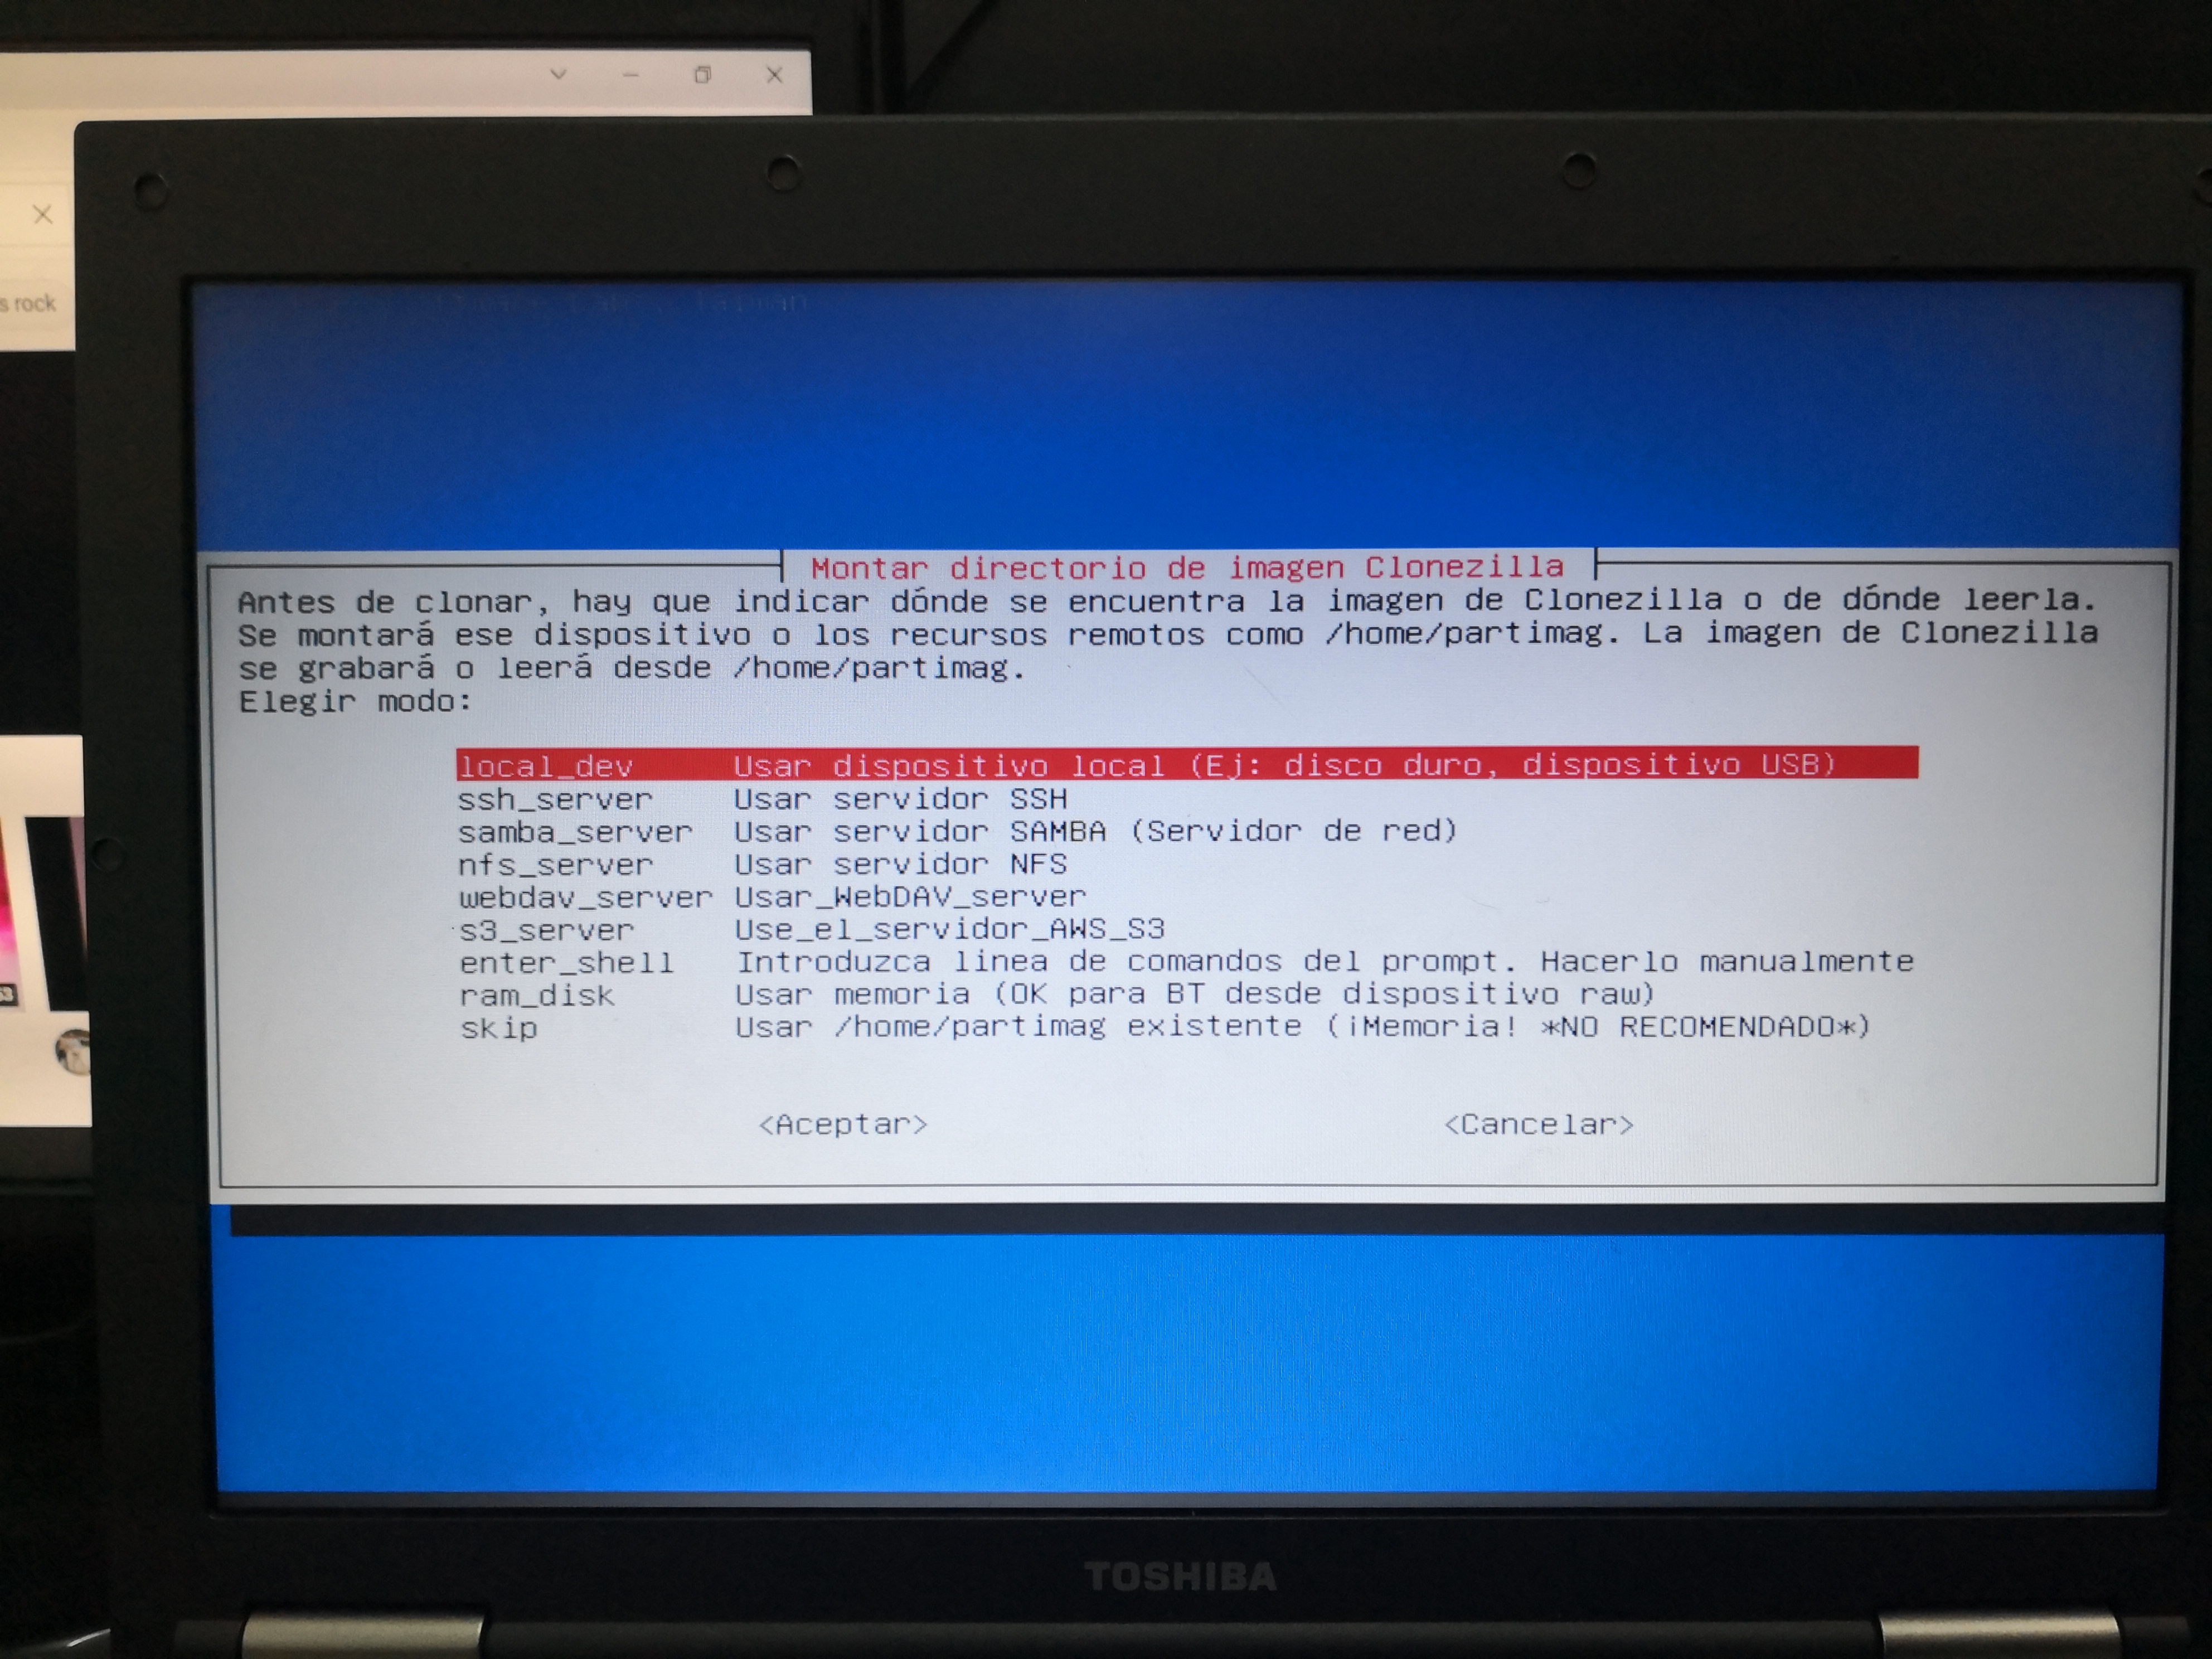 s rock
Montar directorio de imagen Clonezilla
Antes de clonar, hay que indicar dónde se encuentra la imagen de Clonezilla o de dónde leerla.
Se montará ese dispositivo o los recursos remotos como /home/partimag. La imagen de Clonezilla
se grabará o leerá desde /home/partimag.
Elegir modo:
local_dev Usar dispositivo local (Ej: disco duro, dispositivo USB)
ssh_server Usar servidor SSH
samba_server Usar servidor SAMBA (Servidor de red)
nfs_server Usar servidor NFS
webdav_server Usar_WebDAV_server
s3_server Use_el_servidor_AWS_S3
enter_shell Introduzca linea de comandos del prompt. Hacerlo manualmente
ram_disk Usar memoria (OK para BT desde dispositivo raw)
skip Usar /home/partimag existente (¡Memoria! *NO RECOMENDADO*)
<Aceptar> <Cancelar>
TOSHIBA